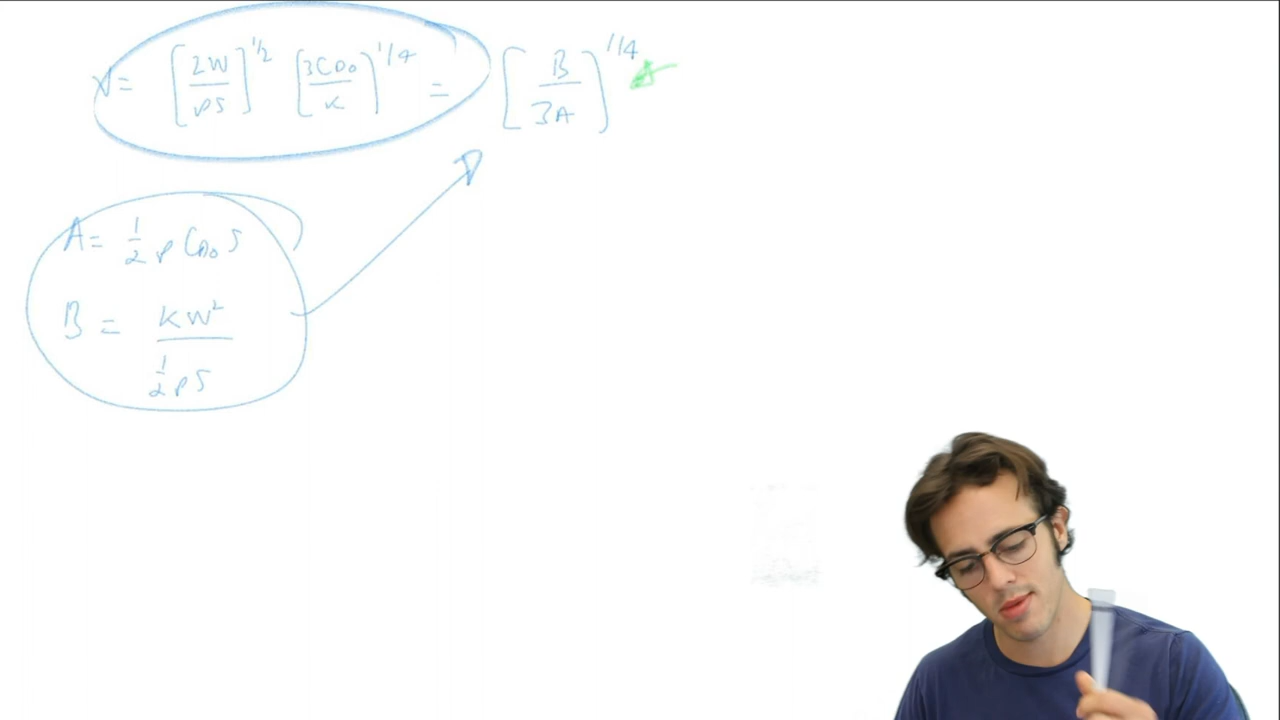 V = [2W/ρS]^1/2 [3CD₀/K]^1/4 = [B/3A]^1/4
A = 1/2 ρ CD₀ S
B = KW²/(1/2 ρS)